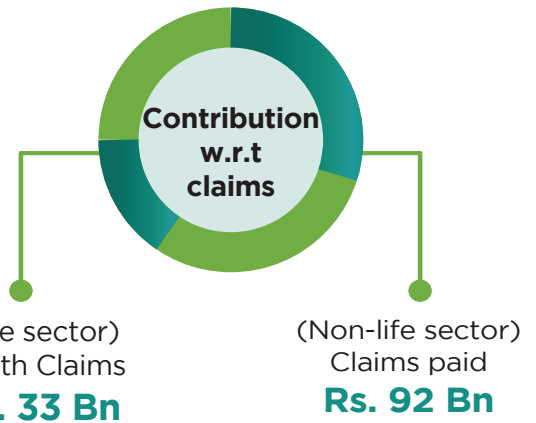 Contribution
w.r.t
claims
e sector)
th Claims
. 33 Bn
(Non-life sector)
Claims paid
Rs. 92 Bn